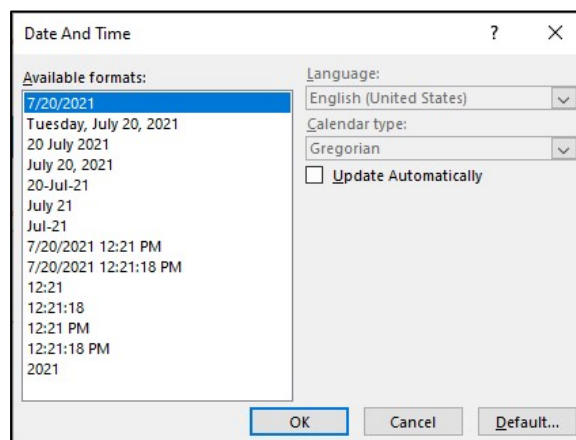 Date And Time
?
Available formats:
7/20/2021
Tuesday, July 20, 2021
20 July 2021
July 20, 2021
20-Jul-21
July 21
Jul-21
7/20/2021 12:21 PM
7/20/2021 12:21:18 PM
12:21
12:21:18
12:21 PM
12:21:18 PM
2021
Language:
English (United States)
Calendar type:
Gregorian
Update Automatically
OK
Cancel
Default...